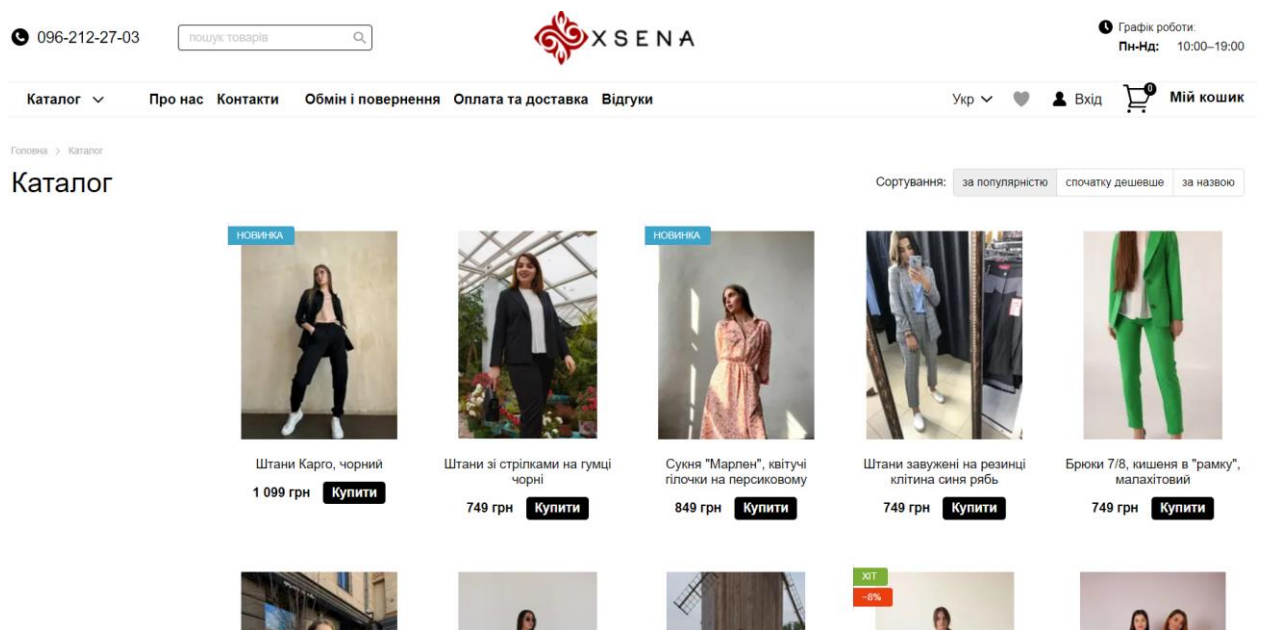 096-212-27-03
пошук товарів
XSENA
Графік роботи:
Пн-Нд: 10:00–19:00
Каталог
Про нас
Контакти
Обмін і повернення
Оплата та доставка
Відгуки
Укр
Вхід
0
Мій кошик
Головна > Каталог
Каталог
Сортування: за популярністю спочатку дешевше за назвою
НОВИНКА
НОВИНКА
Штани Карго, чорний
1 099 грн Купити
Штани зі стрілками на гумці
чорні
749 грн Купити
Сукня "Марлен", квітучі
гілочки на персиковому
849 грн Купити
Штани завужені на резинці
клітина синя рябь
749 грн Купити
Брюки 7/8, кишеня в "рамку",
малахітовий
749 грн Купити
ХІТ
−8%